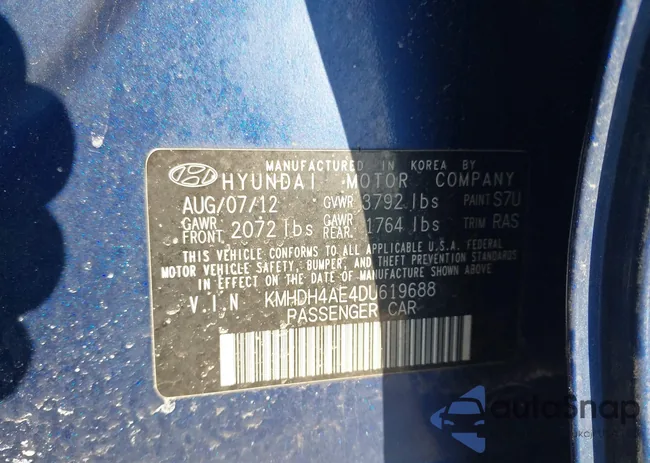 MANUFACTURED IN KOREA BY
HYUNDAI MOTOR COMPANY
AUG/07/12 GVWR 3792 lbs PAINT S7U
GAWR FRONT 2072 lbs GAWR REAR. 1764 lbs TRIM RAS
THIS VEHICLE CONFORMS TO ALL APPLICABLE U.S.A. FEDERAL
MOTOR VEHICLE SAFETY, BUMPER, AND THEFT PREVENTION STANDARDS
IN EFFECT ON THE DATE OF MANUFACTURE SHOWN ABOVE.
V.I.N KMHDH4AE4DU619688
PASSENGER CAR
autoSnap